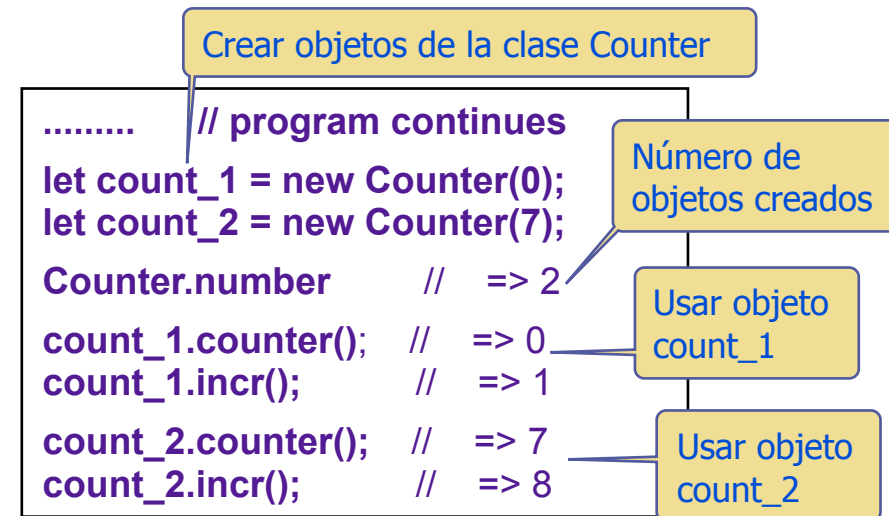 Crear objetos de la clase Counter
......... // program continues
let count_1 = new Counter(0);
let count_2 = new Counter(7);
Número de
objetos creados
Counter.number // => 2
Usar objeto
count_1
count_1.counter(); // => 0
count_1.incr(); // => 1
Usar objeto
count_2
count_2.counter(); // => 7
count_2.incr(); // => 8